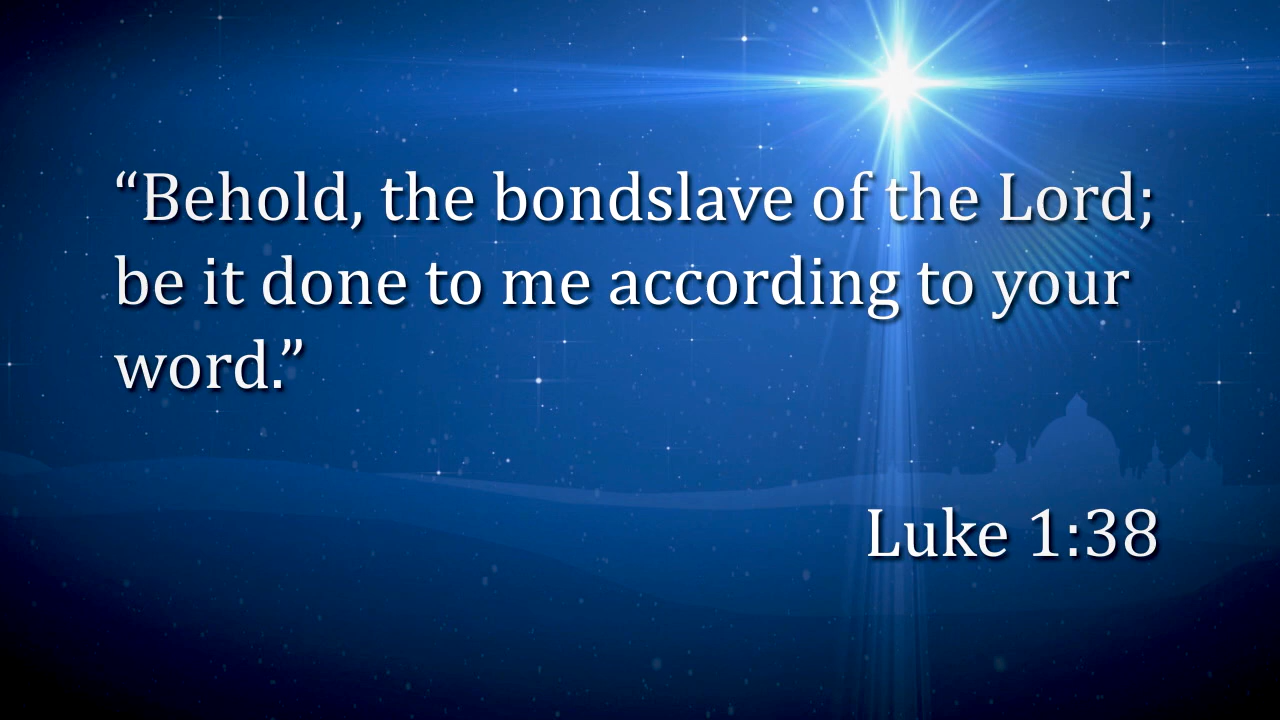 “Behold, the bondslave of the Lord;
be it done to me according to your
word.”
Luke 1:38